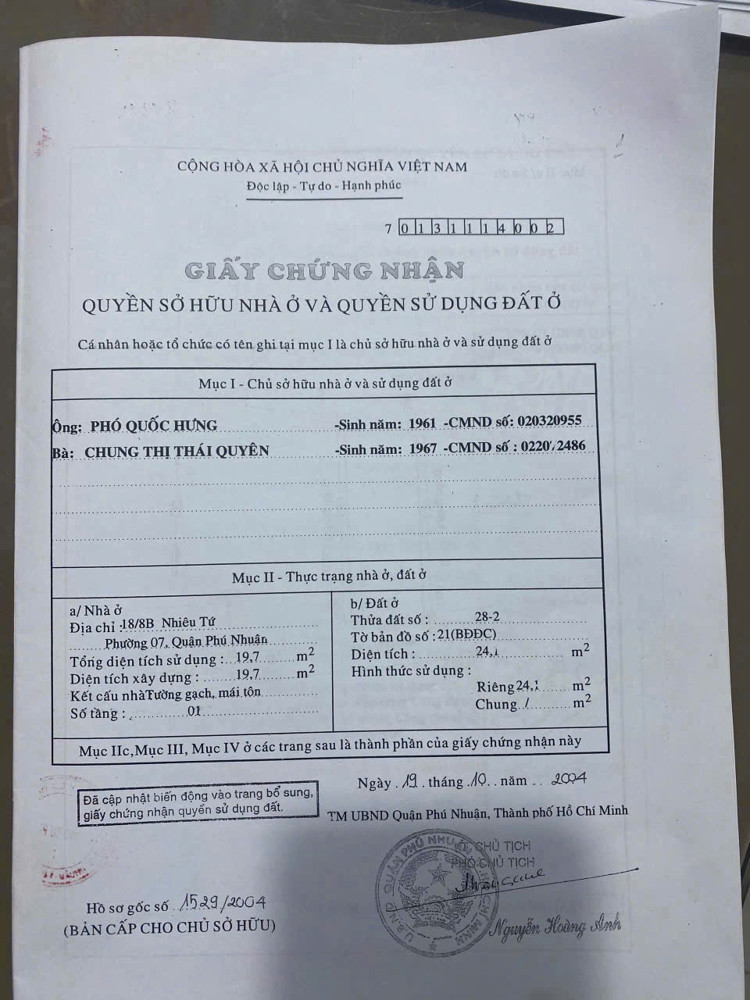 CỘNG HÒA XÃ HỘI CHỦ NGHĨA VIỆT NAM
Độc lập - Tự do - Hạnh phúc
7 0131114002
GIẤY CHỨNG NHẬN
QUYỀN SỞ HỮU NHÀ Ở VÀ QUYỀN SỬ DỤNG ĐẤT Ở
Cá nhân hoặc tổ chức có tên ghi tại mục I là chủ sở hữu nhà ở và sử dụng đất ở
Mục I - Chủ sở hữu nhà ở và sử dụng đất ở
Ông: PHÓ QUỐC HƯNG -Sinh năm: 1961 -CMND số: 020320955
Bà: CHUNG THỊ THÁI QUYÊN -Sinh năm: 1967 -CMND số :
Mục II - Thực trạng nhà ở, đất ở
a/ Nhà ở
Địa chỉ :18/8B Nhiêu Tứ
Phường 07, Quận Phú Nhuận
Tổng diện tích sử dụng : 19,7 m2
Diện tích xây dựng : 19,7 m2
Kết cấu nhàTường gạch, mái tôn
Số tầng : 01
b/ Đất ở
Thửa đất số : 28-2
Tờ bản đồ số :21(BĐĐC)
Diện tích : 24,1 m2
Hình thức sử dụng :
Riêng 24,1 m2
Chung / m2
Mục IIc,Mục III, Mục IV ở các trang sau là thành phần của giấy chứng nhận này
Đã cập nhật biến động vào trang bổ sung,
giấy chứng nhận quyền sử dụng đất.
Ngày 19 tháng 10 năm 2004
TM UBND Quận Phú Nhuận, Thành phố Hồ Chí Minh
CHỦ TỊCH
PHÓ CHỦ TỊCH
Hồ sơ gốc số 1529/2004
(BẢN CẤP CHO CHỦ SỞ HỮU)
Nguyễn Hoàng Anh